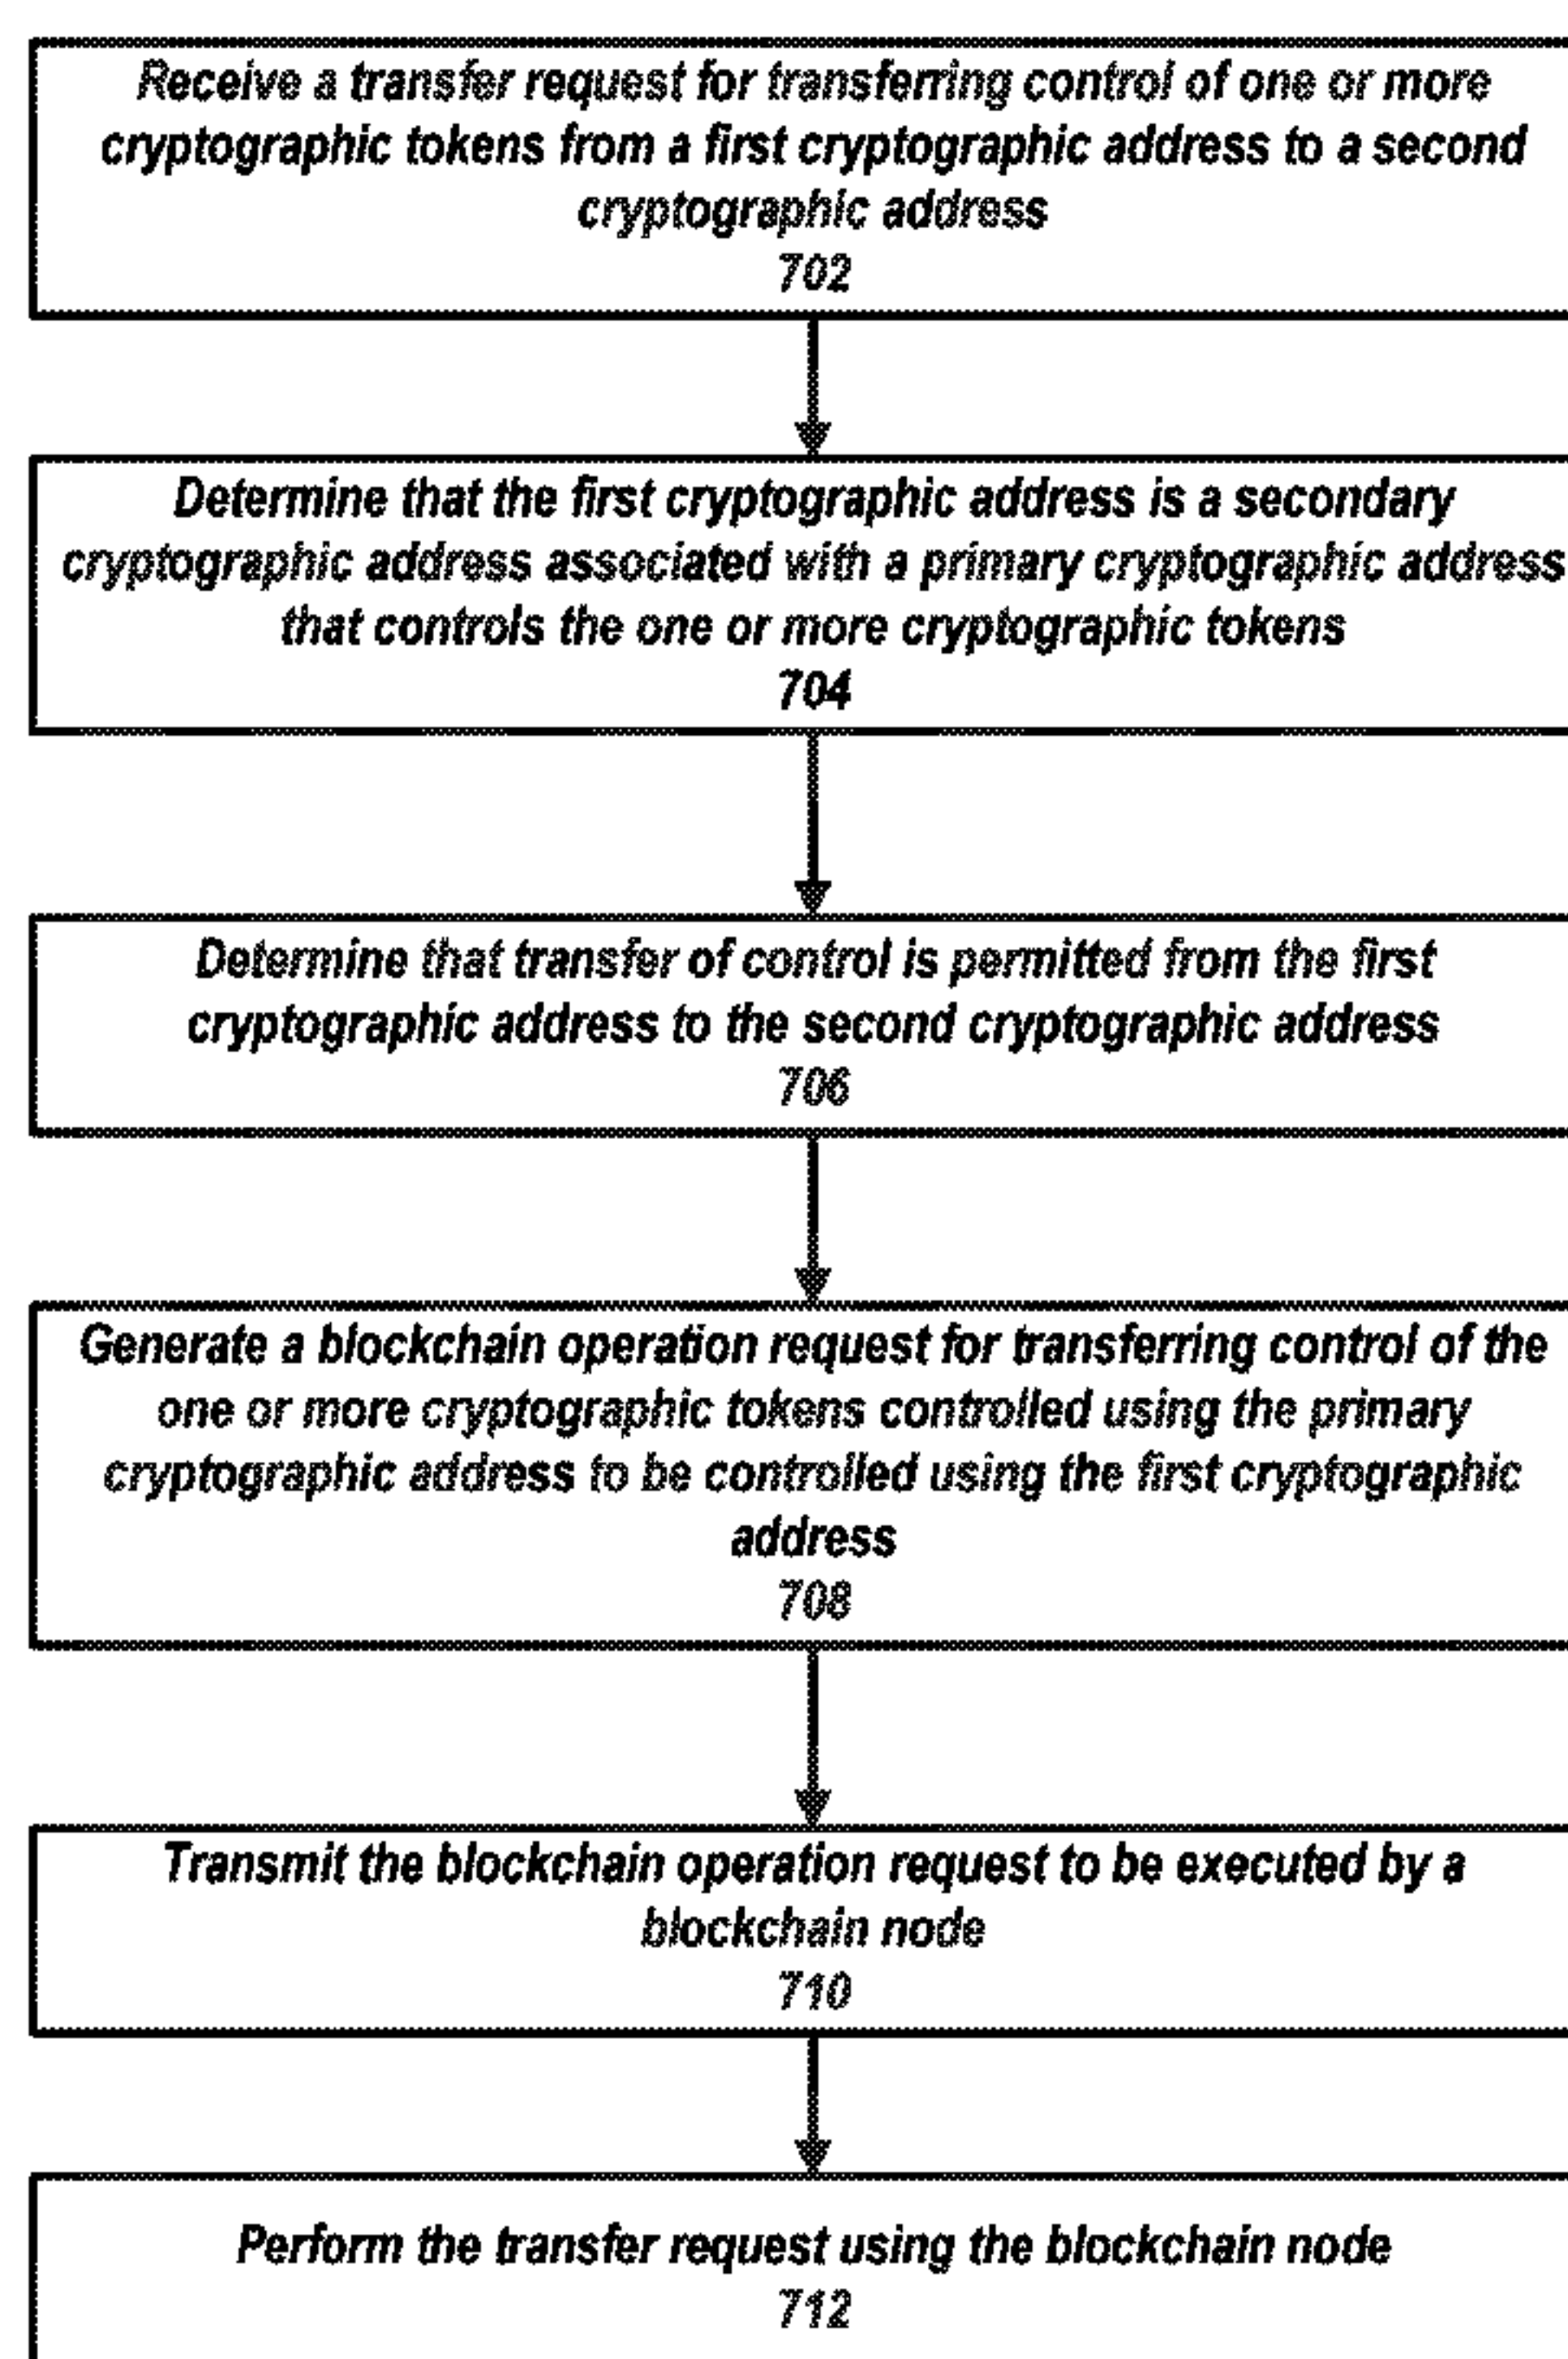 Receive a transfer request for transferring control of one or more
cryptographic tokens from a first cryptographic address to a second
cryptographic address
702
Determine that the first cryptographic address is a secondary
cryptographic address associated with a primary cryptographic address
that controls the one or more cryptographic tokens
704
Determine that transfer of control is permitted from the first
cryptographic address to the second cryptographic address
706
Generate a blockchain operation request for transferring control of the
one or more cryptographic tokens controlled using the primary
cryptographic address to be controlled using the first cryptographic
address
708
Transmit the blockchain operation request to be executed by a
blockchain node
710
Perform the transfer request using the blockchain node
712